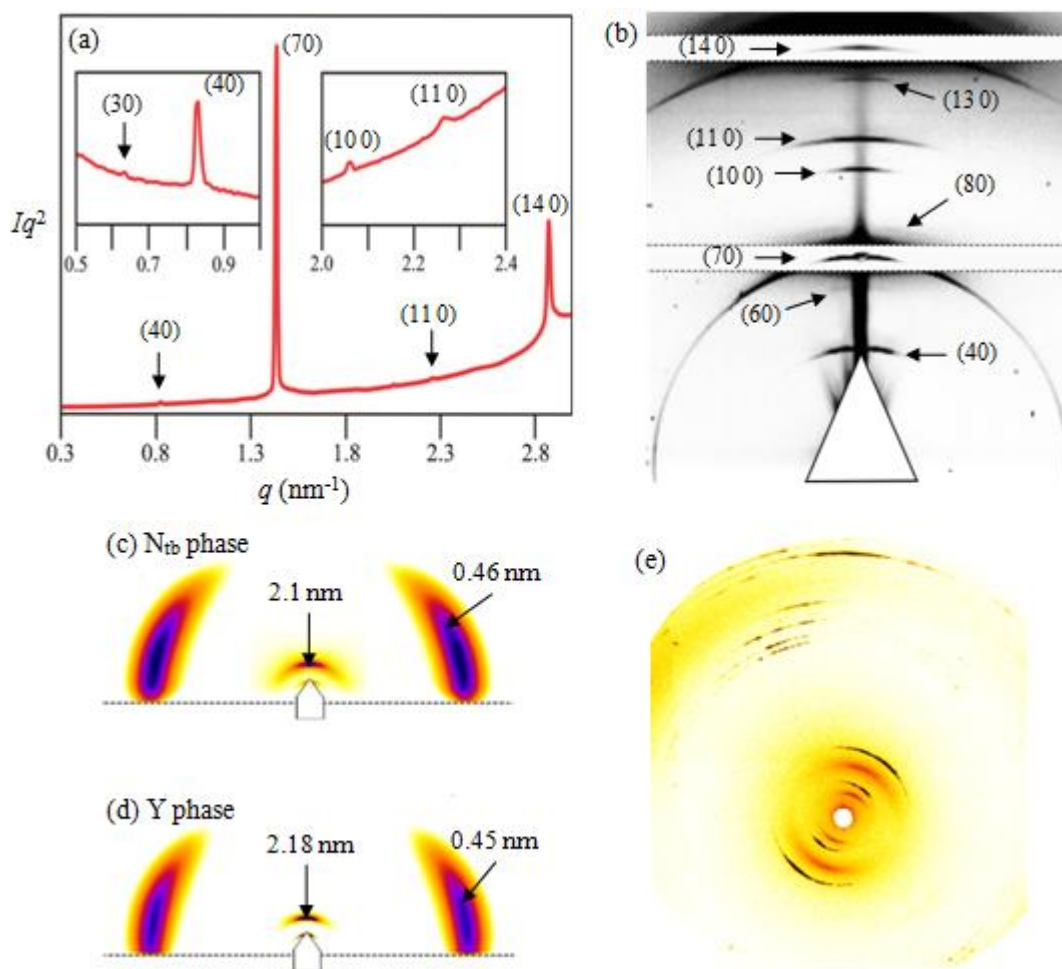 (a)
(70)
(30)
(40)
(10 0)
(11 0)
(14 0)
Iq²
0.5 0.7 0.9
2.0 2.2 2.4
(40)
(11 0)
0.3 0.8 1.3 1.8 2.3 2.8
q (nm⁻¹)
(b)
(14 0)
(13 0)
(11 0)
(10 0)
(80)
(70)
(60)
(40)
(c) Ntb phase
2.1 nm
0.46 nm
(d) Y phase
2.18 nm
0.45 nm
(e)